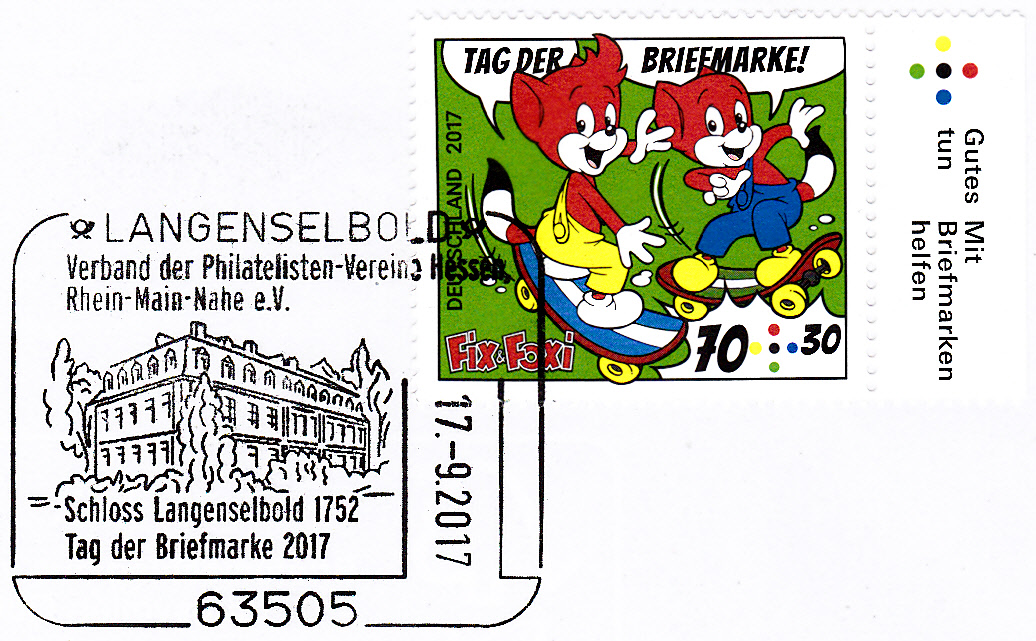 TAG DER BRIEFMARKE!
DEUTSCHLAND 2017
Fix&Foxi
70 30
Gutes tun
Mit Briefmarken helfen
LANGENSELBOLD
Verband der Philatelisten-Vereine Hessen,
Rhein-Main-Nahe e.V.
Schloss Langenselbold 1752
Tag der Briefmarke 2017
17.-9.2017
63505